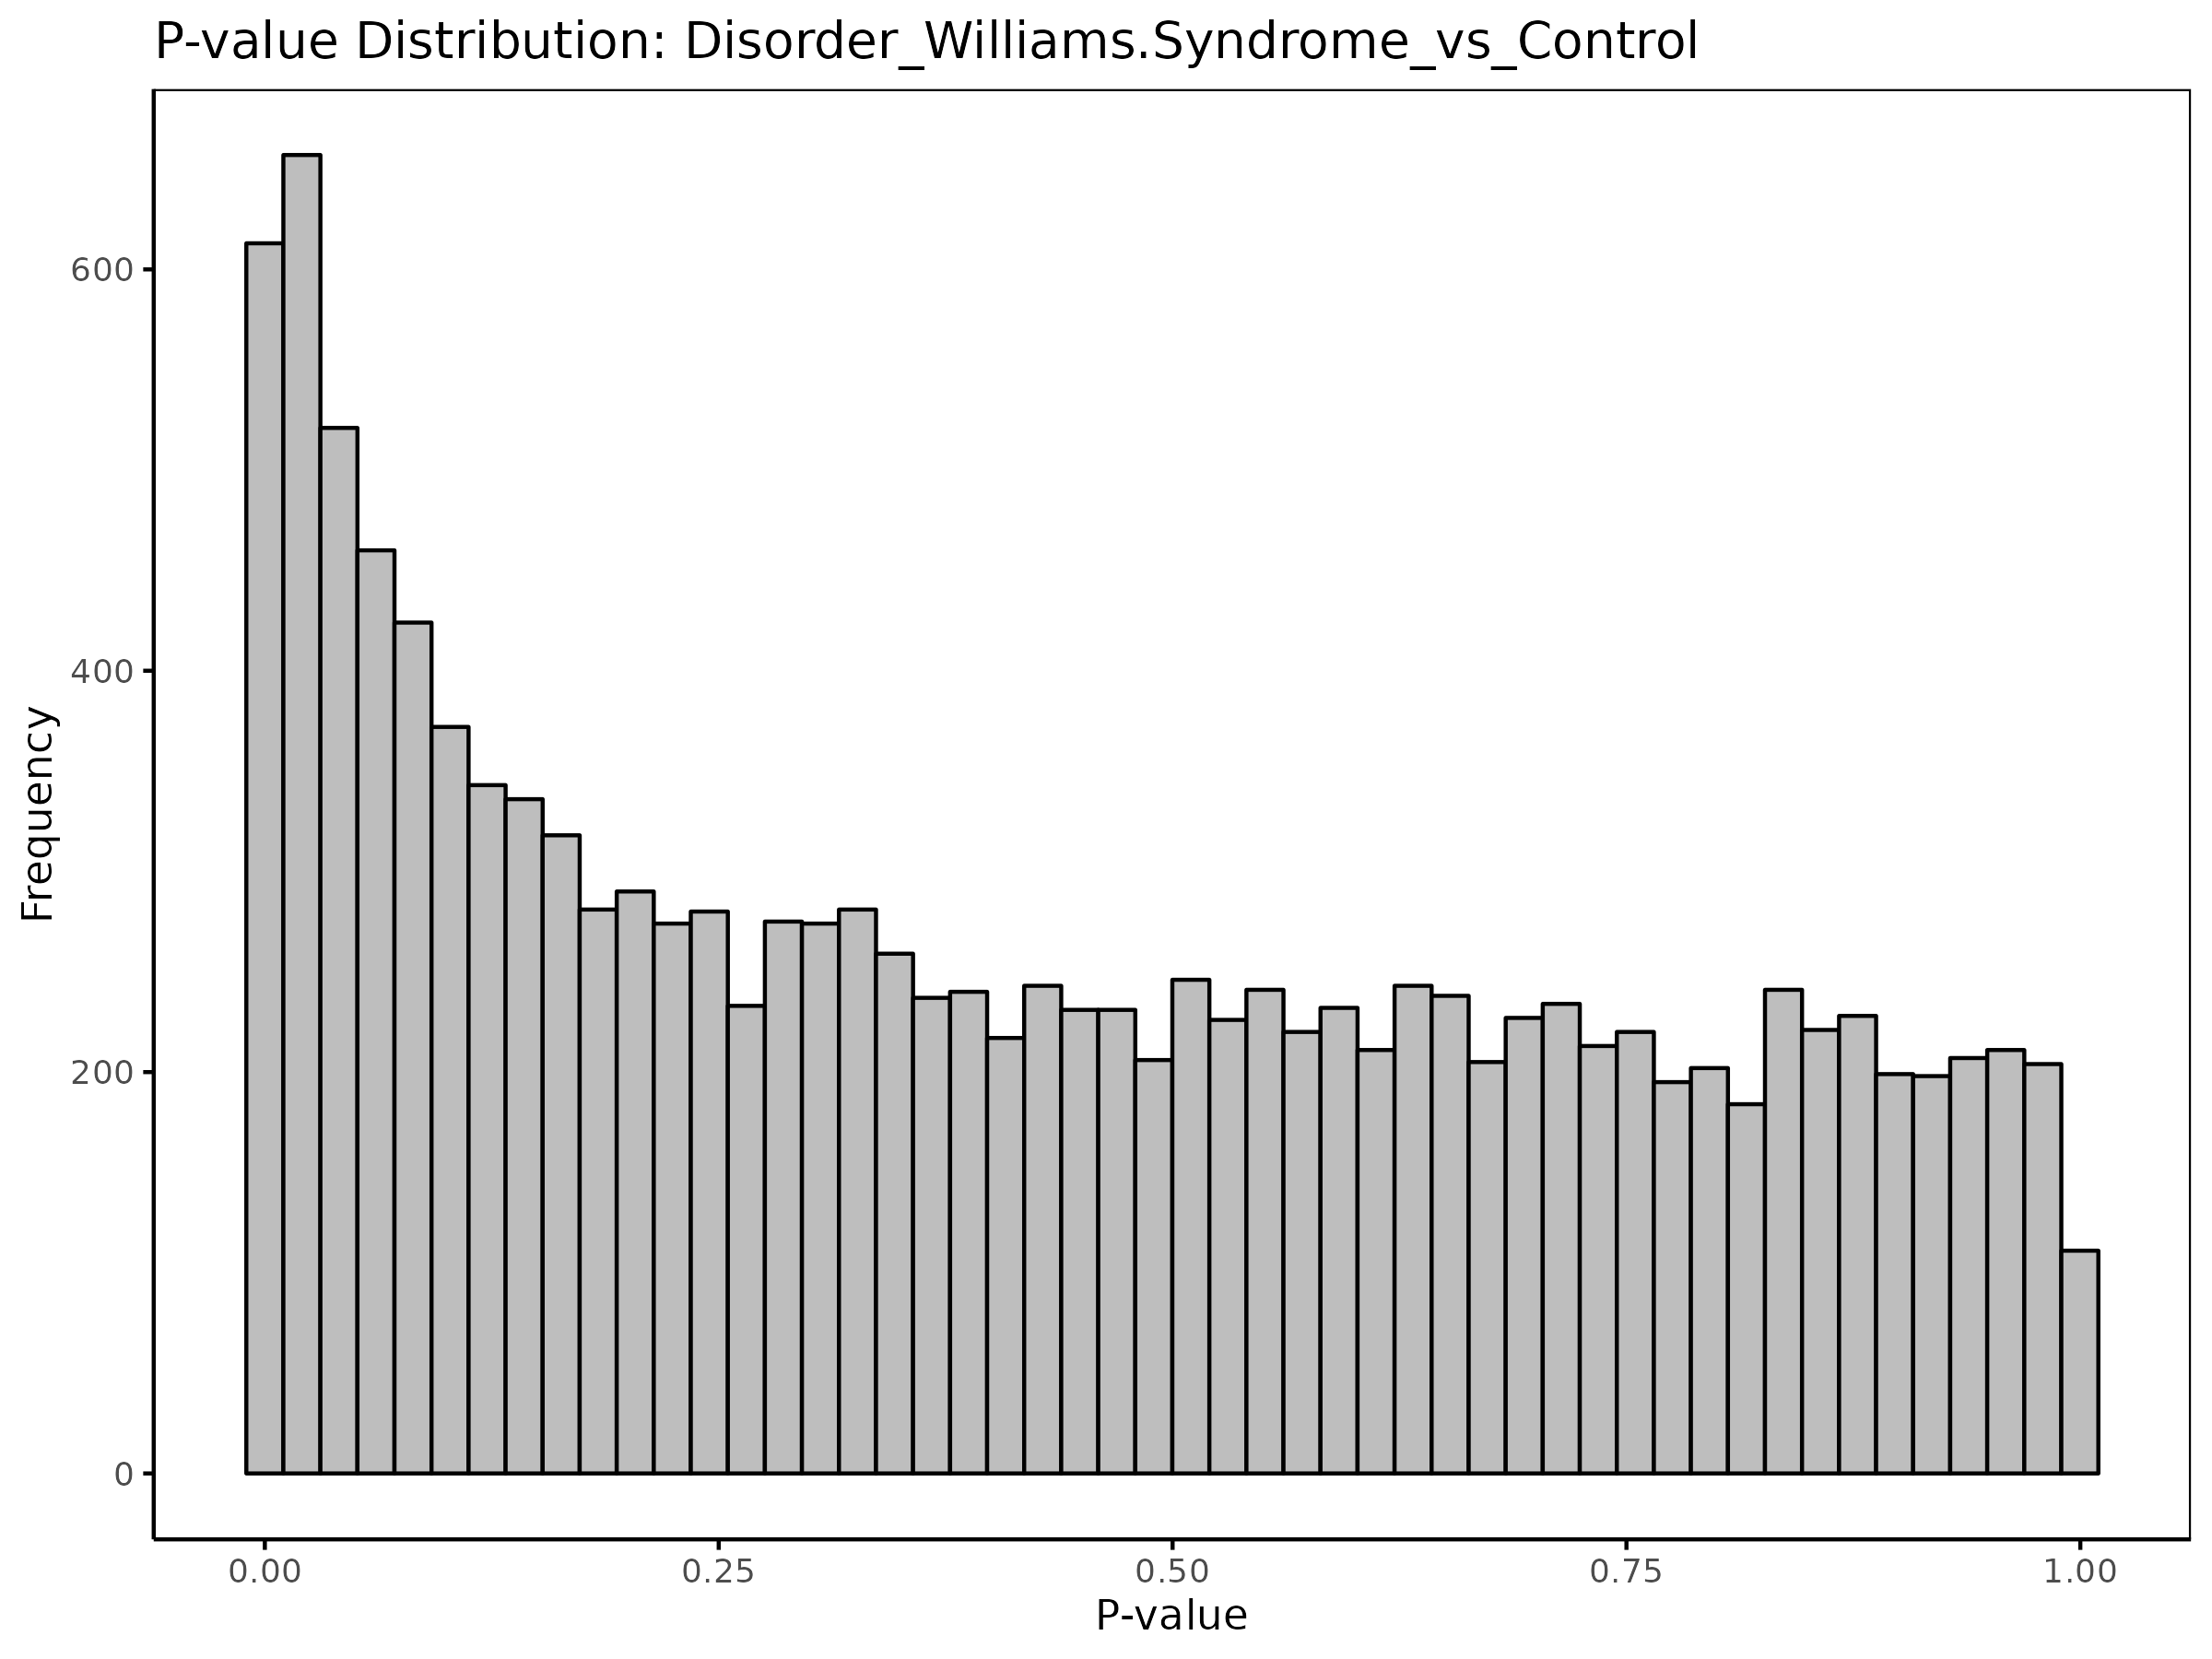 P-value Distribution: Disorder_Williams.Syndrome_vs_Control
Frequency
600
400
200
0
0.00 0.25 0.50 0.75 1.00
P-value